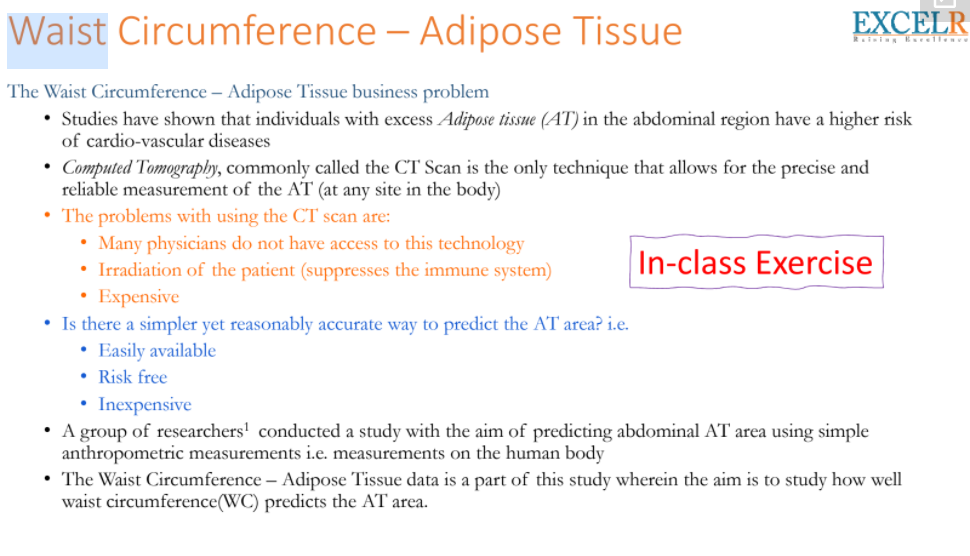 Waist Circumference – Adipose Tissue
EXCELR
Raising Excellence
The Waist Circumference – Adipose Tissue business problem
• Studies have shown that individuals with excess Adipose tissue (AT) in the abdominal region have a higher risk
of cardio-vascular diseases
• Computed Tomography, commonly called the CT Scan is the only technique that allows for the precise and
reliable measurement of the AT (at any site in the body)
• The problems with using the CT scan are:
• Many physicians do not have access to this technology
• Irradiation of the patient (suppresses the immune system)
• Expensive
In-class Exercise
• Is there a simpler yet reasonably accurate way to predict the AT area? i.e.
• Easily available
• Risk free
• Inexpensive
• A group of researchers¹ conducted a study with the aim of predicting abdominal AT area using simple
anthropometric measurements i.e. measurements on the human body
• The Waist Circumference – Adipose Tissue data is a part of this study wherein the aim is to study how well
waist circumference(WC) predicts the AT area.